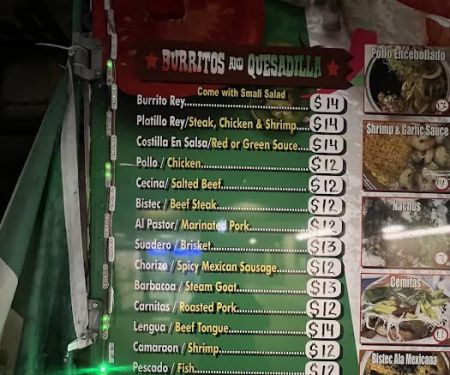 BURRITOS AND QUESADILLA
Come with Small Salad
Burrito Rey $14
Platillo Rey/Steak, Chicken & Shrimp $14
Costilla En Salsa/Red or Green Sauce $14
Pollo / Chicken $12
Cecina/ Salted Beef $12
Bistec / Beef Steak $12
Al Pastor/ Marinated Pork $12
Suadero / Brisket $13
Chorizo / Spicy Mexican Sausage $12
Barbacoa / Steam Goat $13
Carnitas / Roasted Pork $12
Lengua / Beef Tongue $14
Camaroon / Shrimp $12
Pescado / Fish $12
Pollo Encebollado
Shrimp & Garlic Sauce
Nachos
Cemitas
Bistec Ala Mexicana